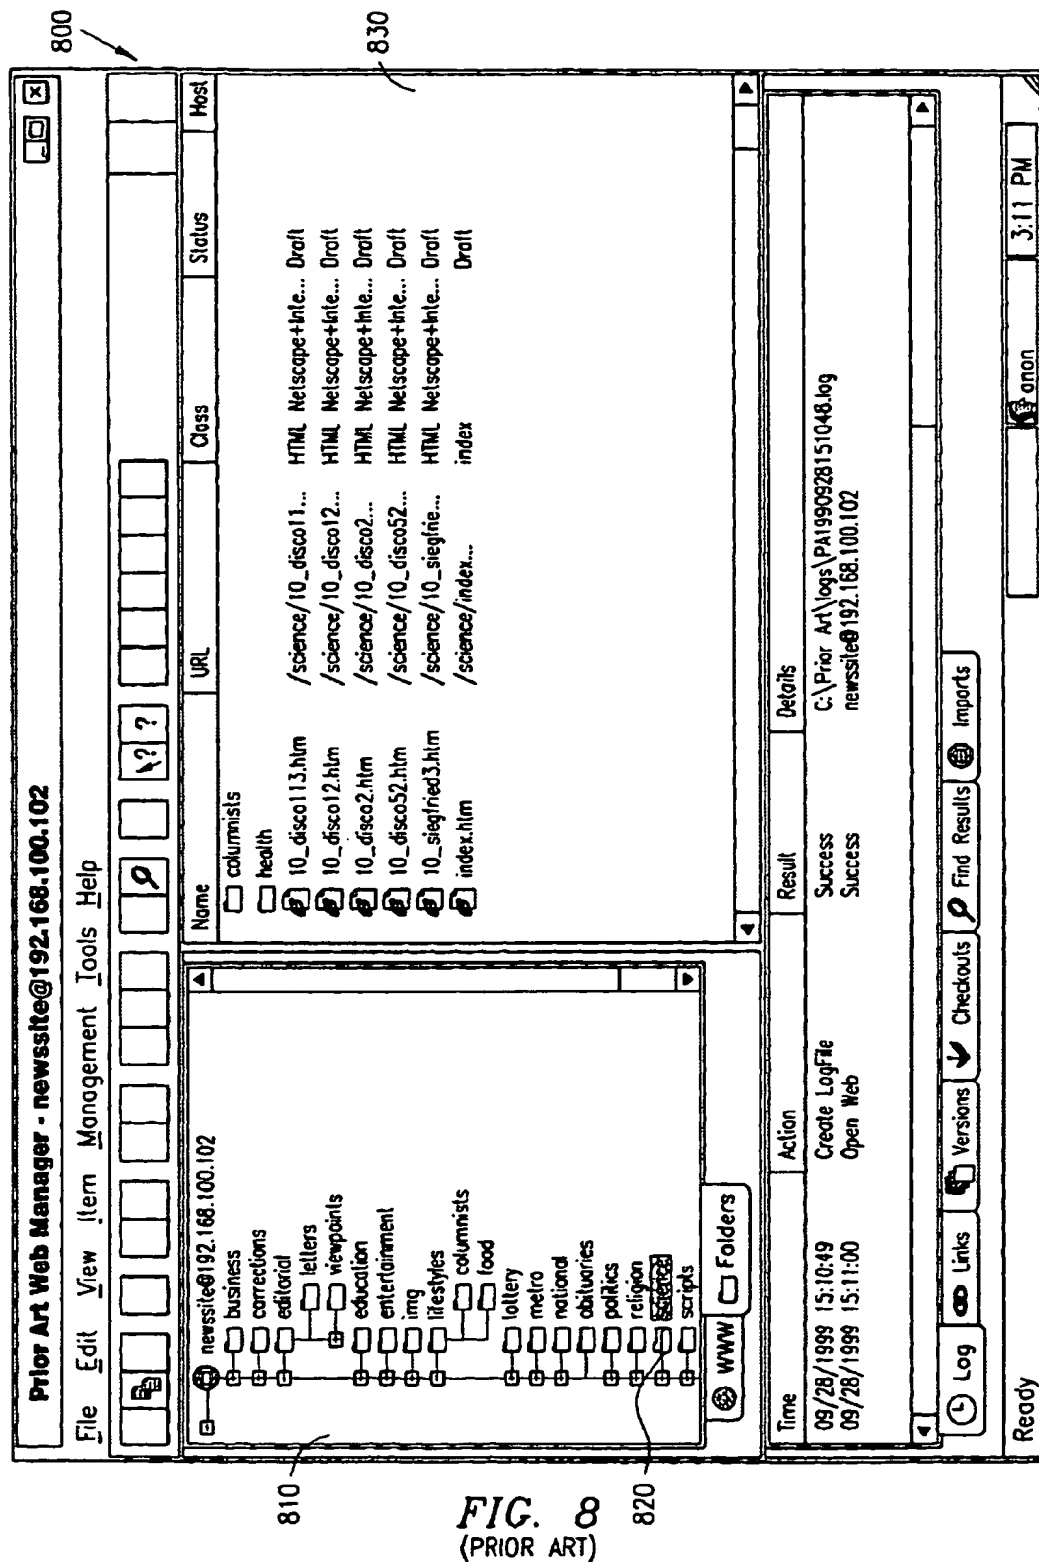 800
Prior Art Web Manager - newssite@192.168.100.102
File Edit View Item Management Tools Help
? ?
810
newssite@192.168.100.102
business
corrections
editorial
letters
viewpoints
education
entertainment
img
lifestyles
columnists
food
lottery
metro
national
obituaries
politics
religion
science
scripts
820
WWW Folders
830
Name URL Class Status Host
columnists
health
10_disco113.htm /science/10_disco11... HTML Netscape+Inte... Draft
10_disco12.htm /science/10_disco12... HTML Netscape+Inte... Draft
10_disco2.htm /science/10_disco2... HTML Netscape+Inte... Draft
10_disco52.htm /science/10_disco52... HTML Netscape+Inte... Draft
10_siegfried3.htm /science/10_siegfrie... HTML Netscape+Inte... Draft
index.htm /science/index... index Draft
Time Action Result Details
09/28/1999 15:10:49 Create LogFile Success C:\Prior Art\logs\PA19990928151048.log
09/28/1999 15:11:00 Open Web Success newssite@192.168.100.102
Log Links Versions Checkouts Find Results Imports
Ready anon 3:11 PM
FIG. 8
(PRIOR ART)